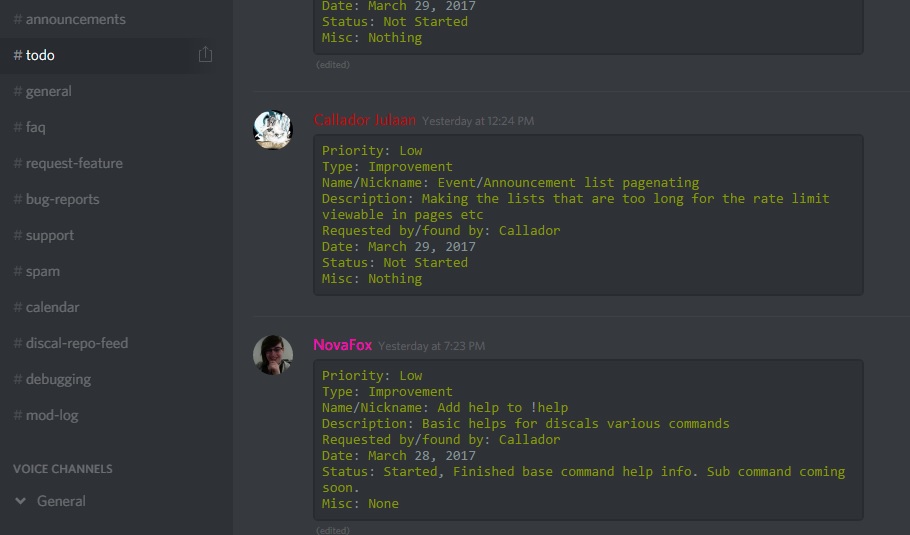 # announcements
# todo
# general
# faq
# request-feature
# bug-reports
# support
# spam
# calendar
# discal-repo-feed
# debugging
# mod-log
VOICE CHANNELS
General
Date: March 29, 2017
Status: Not Started
Misc: Nothing
(edited)
Callador Julaan Yesterday at 12:24 PM
Priority: Low
Type: Improvement
Name/Nickname: Event/Announcement list pagenating
Description: Making the lists that are too long for the rate limit
viewable in pages etc
Requested by/found by: Callador
Date: March 29, 2017
Status: Not Started
Misc: Nothing
NovaFox Yesterday at 7:23 PM
Priority: Low
Type: Improvement
Name/Nickname: Add help to !help
Description: Basic helps for discals various commands
Requested by/found by: Callador
Date: March 28, 2017
Status: Started, Finished base command help info. Sub command coming
soon.
Misc: None
(edited)